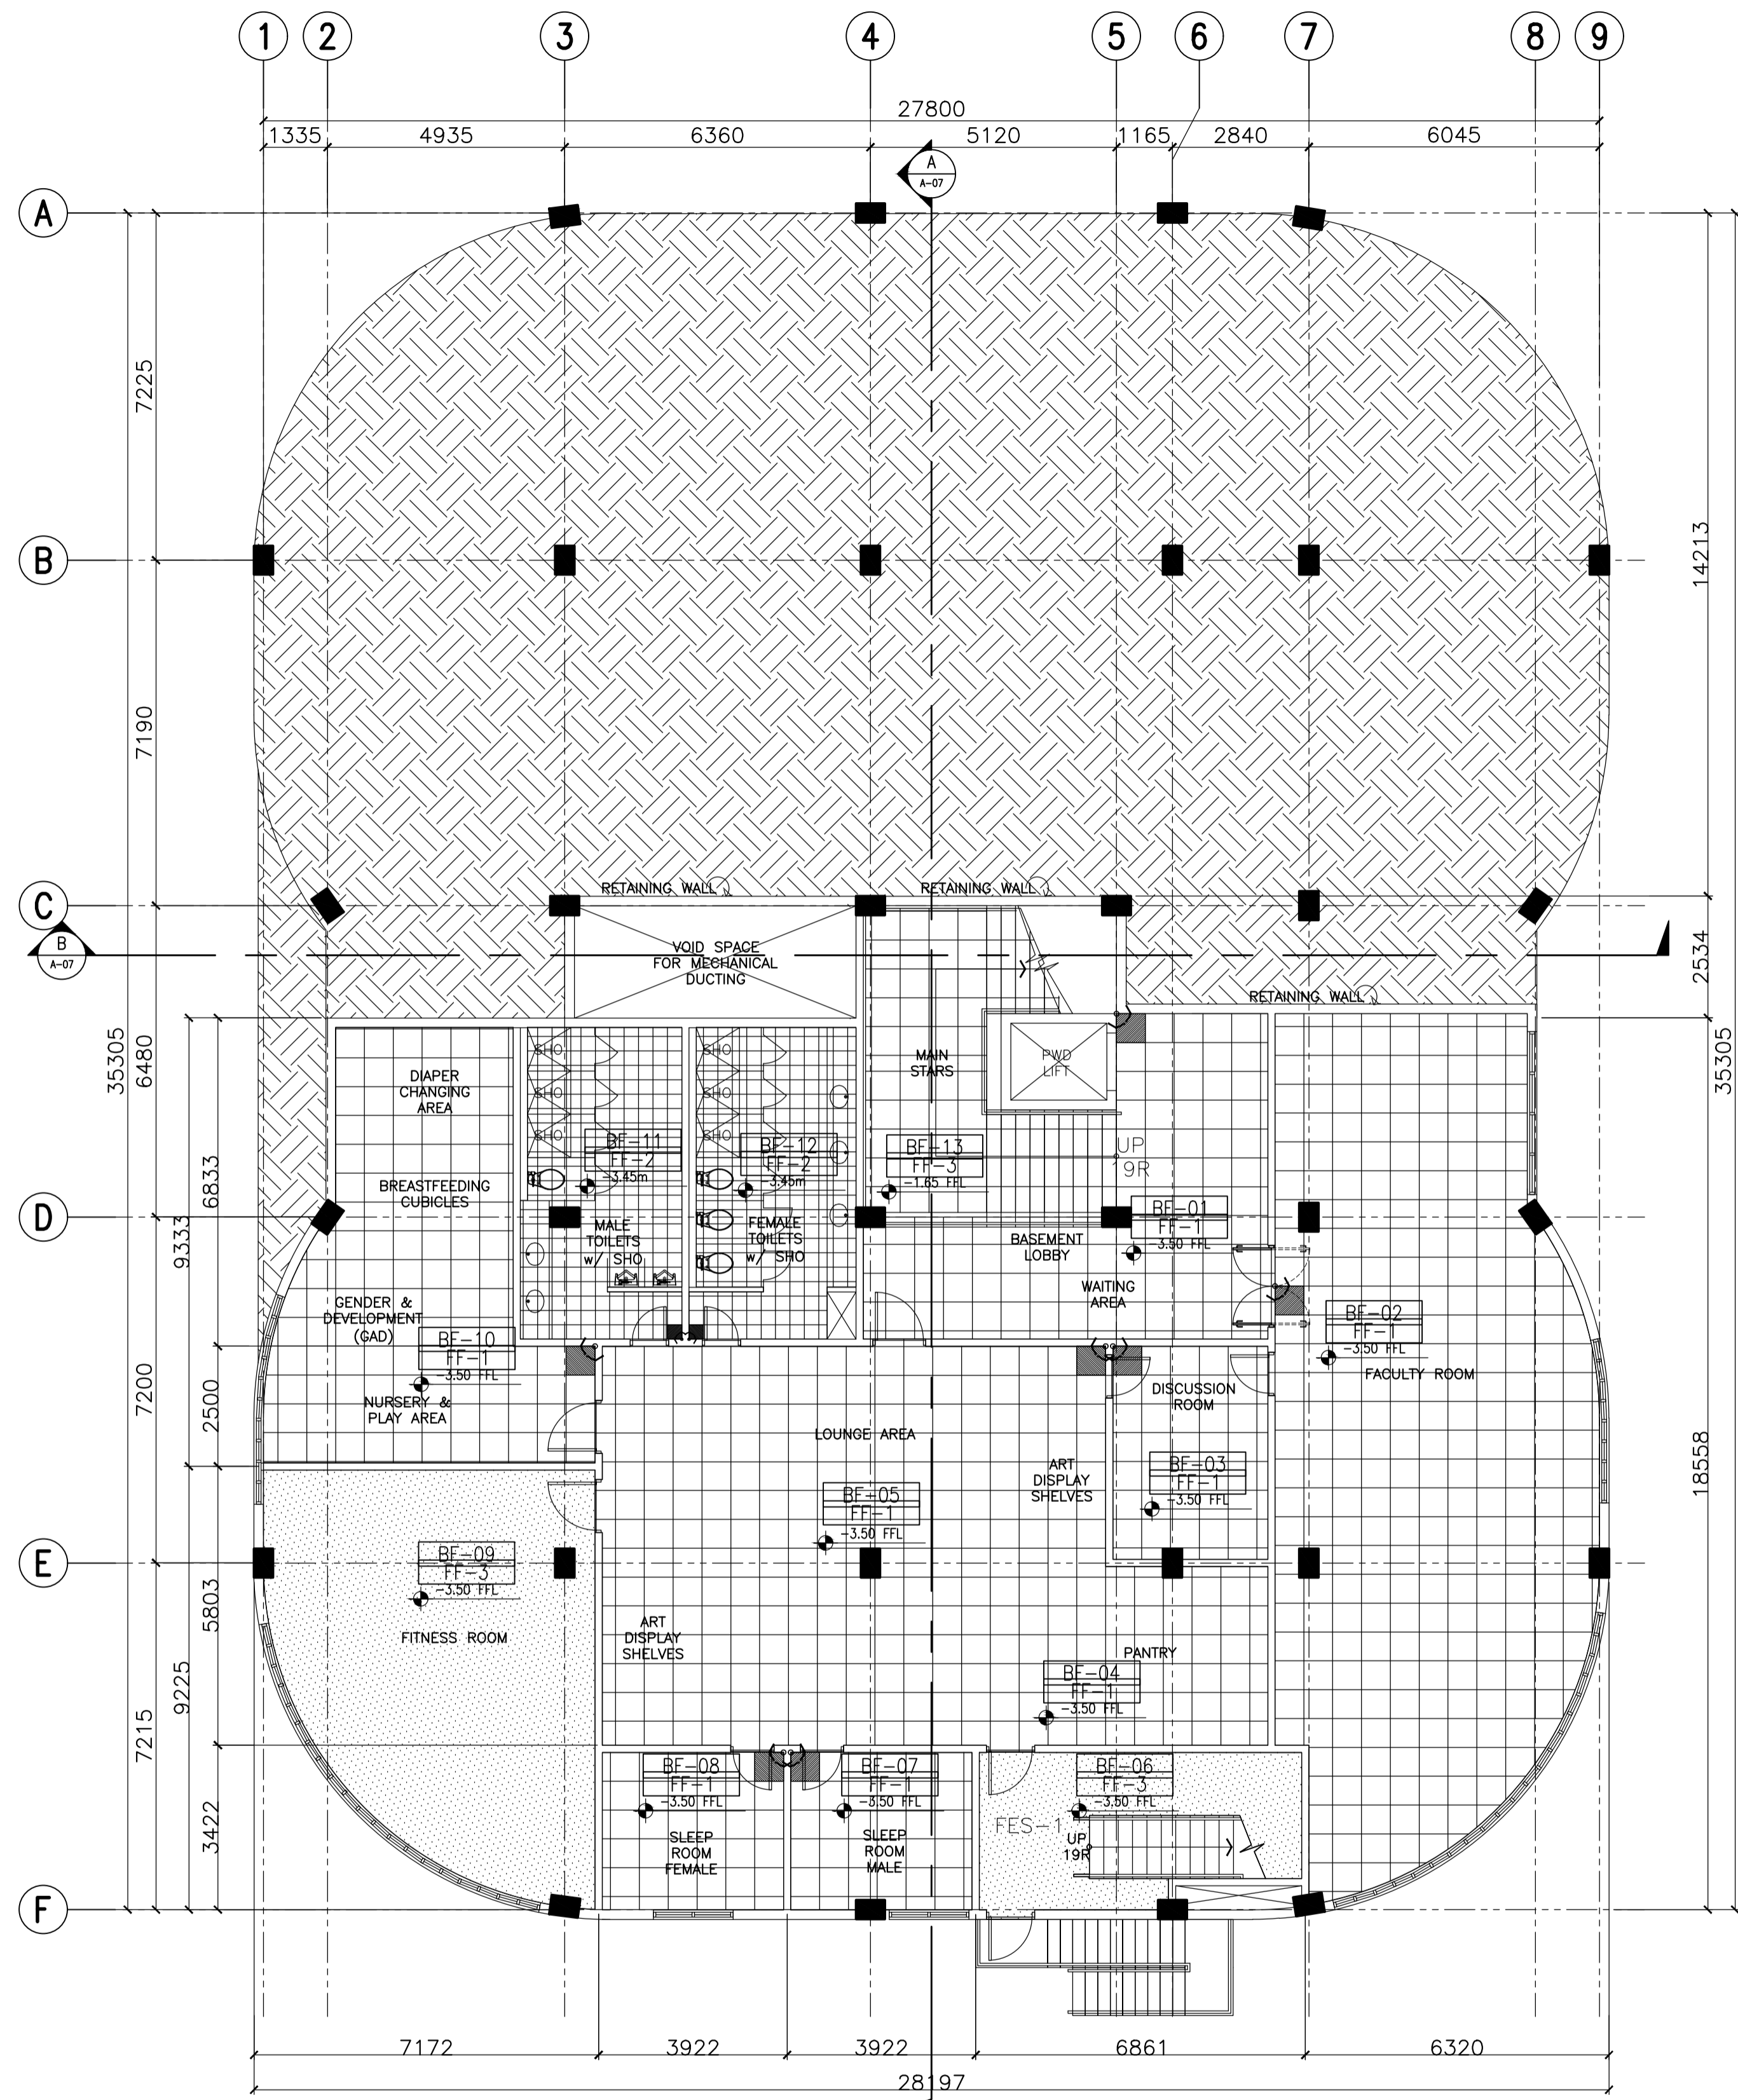 1 2 3 4 5 6 7 8 9
27800
1335 4935 6360 5120 1165 2840 6045
A
A-07
A
7225
B
14213
7190
RETAINING WALL
RETAINING WALL
C
B
A-07
VOID SPACE
FOR MECHANICAL
DUCTING
2534
RETAINING WALL
35305
6480
35305
DIAPER
CHANGING
AREA
SHO
SHO
SHO
SHO
SHO
SHO
MAIN
STARS
PWD
LIFT
BF-11
FF-2
-3.45m
BF-12
FF-2
-3.45m
BF-13
FF-3
-1.65 FFL
UP
19R
6833
9333
BREASTFEEDING
CUBICLES
BF-01
FF-1
-3.50 FFL
D
MALE
TOILETS
w/ SHO
FEMALE
TOILETS
w/ SHO
BASEMENT
LOBBY
WAITING
AREA
GENDER &
DEVELOPMENT
(GAD)
BF-10
FF-1
-3.50 FFL
BF-02
FF-1
-3.50 FFL
FACULTY ROOM
7200
2500
NURSERY &
PLAY AREA
DISCUSSION
ROOM
LOUNGE AREA
18558
ART
DISPLAY
SHELVES
BF-03
FF-1
-3.50 FFL
BF-05
FF-1
-3.50 FFL
E
BF-09
FF-3
-3.50 FFL
5803
FITNESS ROOM
ART
DISPLAY
SHELVES
PANTRY
BF-04
FF-1
-3.50 FFL
9225
7215
BF-08
FF-1
-3.50 FFL
BF-07
FF-1
-3.50 FFL
BF-06
FF-3
-3.50 FFL
3422
SLEEP
ROOM
FEMALE
SLEEP
ROOM
MALE
FES-1
UP
19R
F
7172 3922 3922 6861 6320
28197